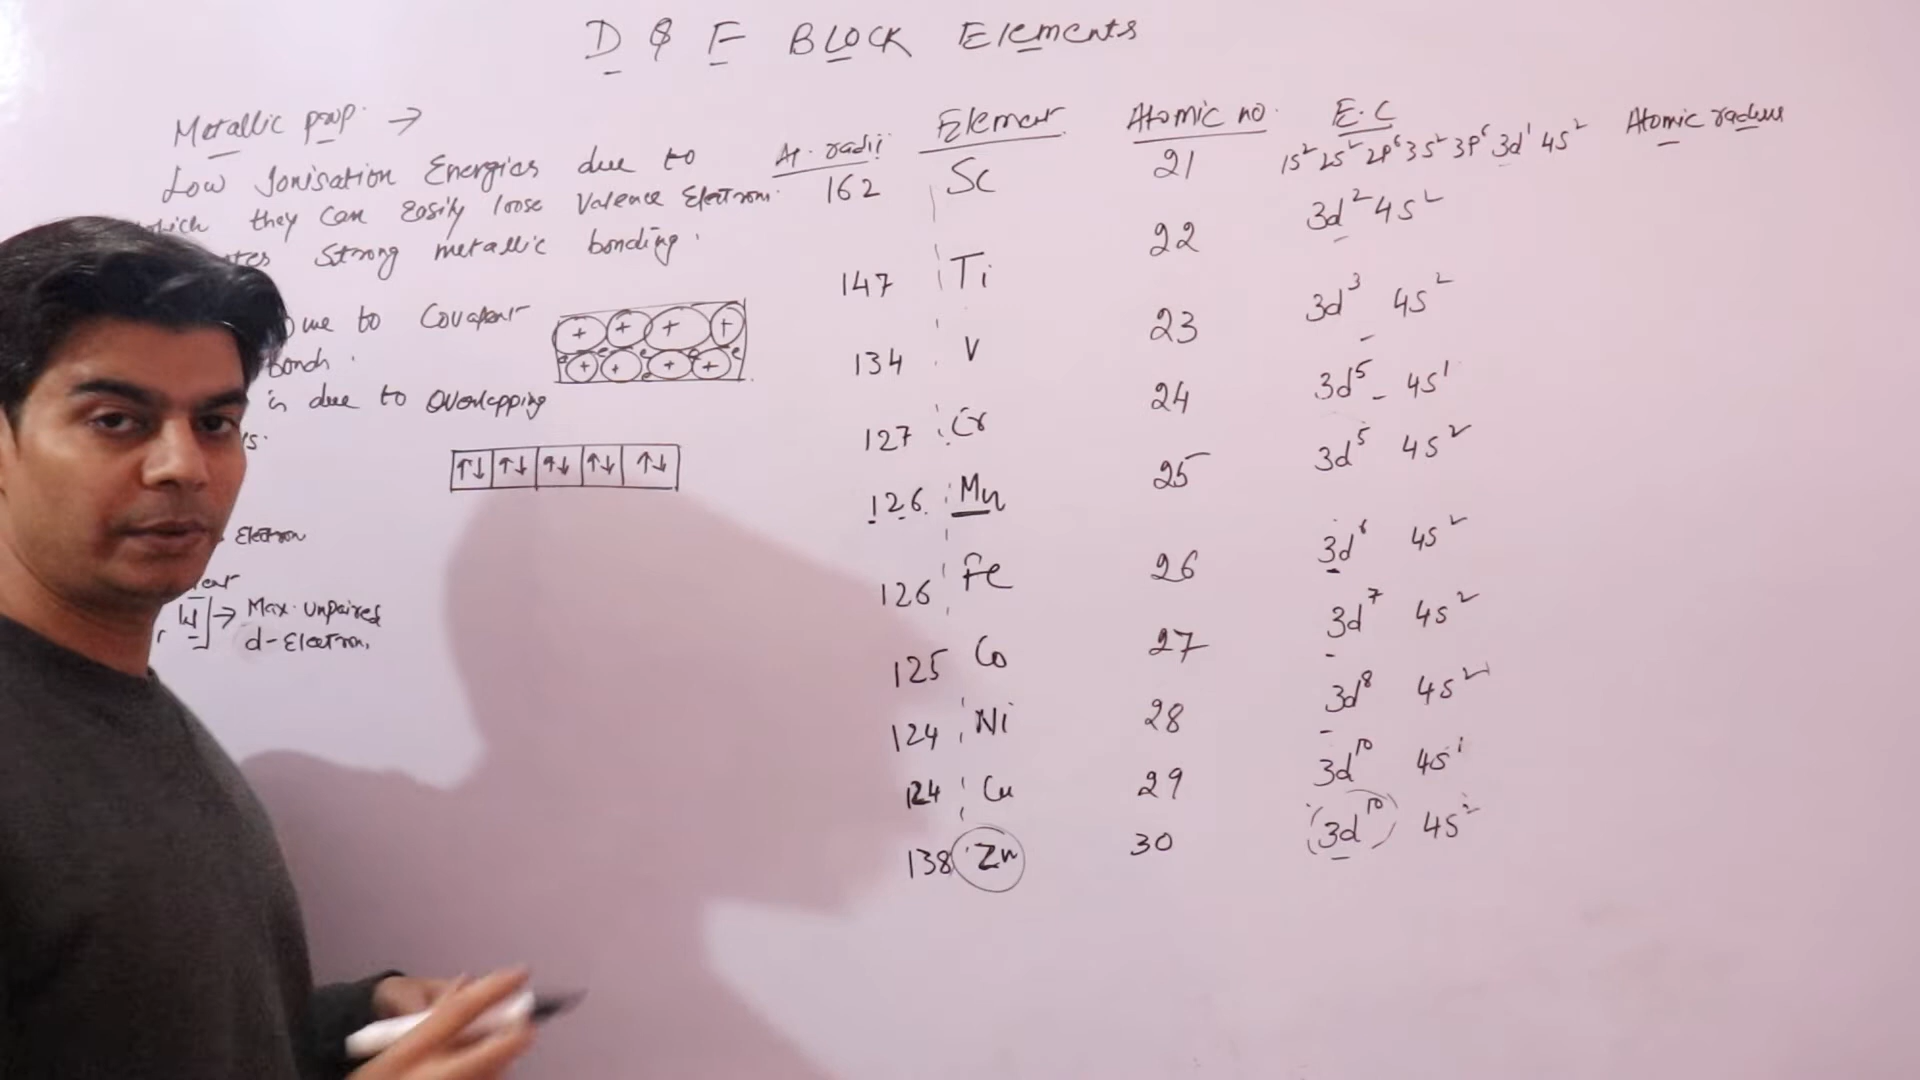 D & F BLOCK Elements
Metallic prop. →
Low Ionisation Energies due to
which they can easily loose Valence Electron.
strong metallic bonding.
due to Covalent
bond.
is due to Overlapping
+ + + +
e e e e e
+ + + +
↑↓ ↑↓ ↑↓ ↑↓ ↑↓
Electron
W] → Max. Unpaired
d-Electron,
At. radii Element Atomic no. E.C Atomic radius
162 Sc 21 1s² 2s² 2p⁶ 3s² 3p⁶ 3d¹ 4s²
147 Ti 22 3d² 4s²
134 V 23 3d³ 4s²
127 Cr 24 3d⁵ 4s¹
126 Mn 25 3d⁵ 4s²
126 Fe 26 3d⁶ 4s²
125 Co 27 3d⁷ 4s²
124 Ni 28 3d⁸ 4s²
124 Cu 29 3d¹⁰ 4s¹
138 Zn 30 3d¹⁰ 4s²